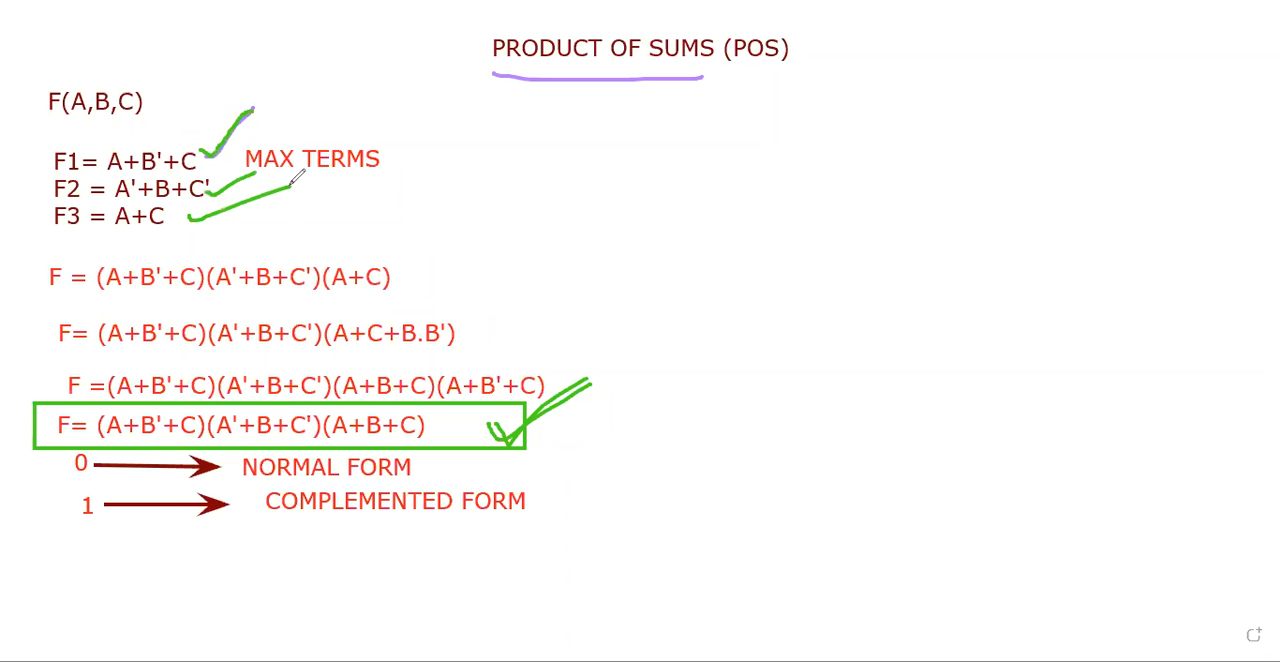 PRODUCT OF SUMS (POS)
F(A,B,C)
F1= A+B'+C
MAX TERMS
F2 = A'+B+C'
F3 = A+C
F = (A+B'+C)(A'+B+C')(A+C)
F= (A+B'+C)(A'+B+C')(A+C+B.B')
F =(A+B'+C)(A'+B+C')(A+B+C)(A+B'+C)
F= (A+B'+C)(A'+B+C')(A+B+C)
0 NORMAL FORM
1 COMPLEMENTED FORM